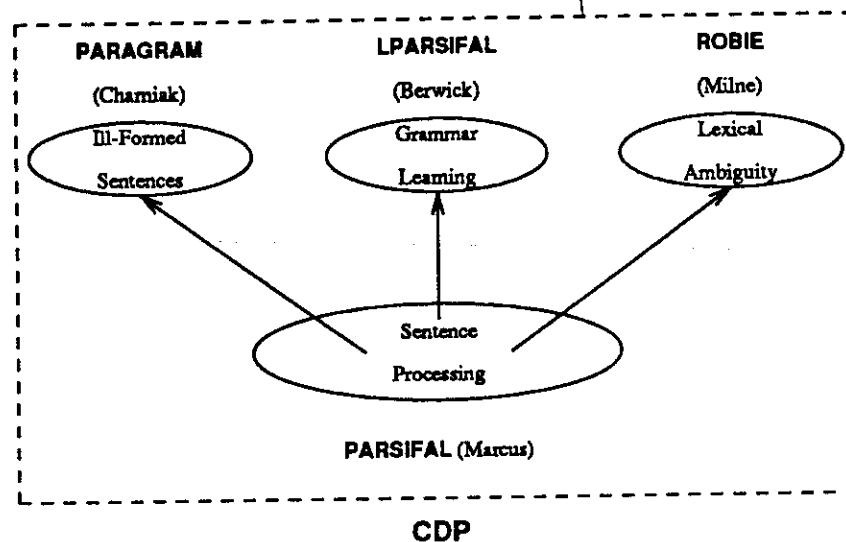 PARAGRAM
(Charniak)
Ill-Formed
Sentences
LPARSIFAL
(Berwick)
Grammar
Learning
ROBIE
(Milne)
Lexical
Ambiguity
Sentence
Processing
PARSIFAL (Marcus)
CDP